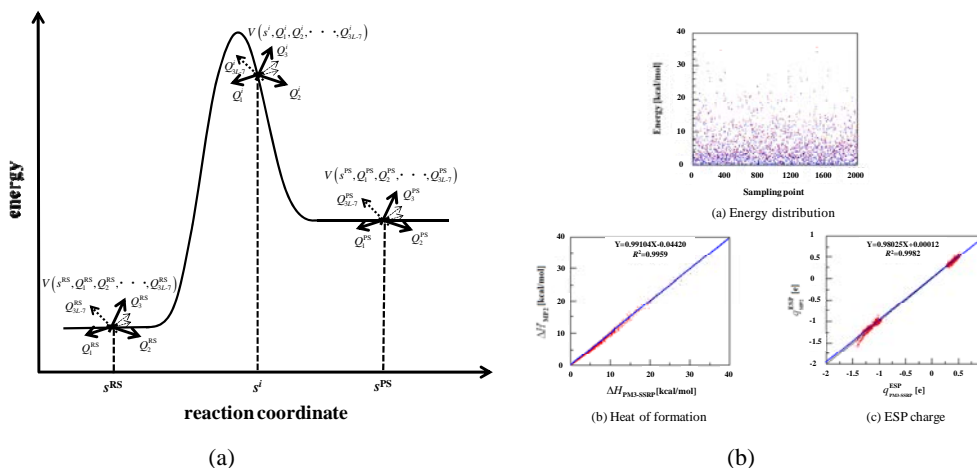 V(s^i, Q_1^i, Q_2^i, · · ·, Q_{3L-7}^i)
Q_3^i
Q_{3L-7}^i
Q_1^i
Q_2^i
V(s^PS, Q_1^PS, Q_2^PS, · · ·, Q_{3L-7}^PS)
Q_3^PS
Q_{3L-7}^PS
Q_1^PS
Q_2^PS
V(s^RS, Q_1^RS, Q_2^RS, · · ·, Q_{3L-7}^RS)
Q_3^RS
Q_{3L-7}^RS
Q_1^RS
Q_2^RS
energy
s^RS
s^i
s^PS
reaction coordinate
(a)
40
30
20
10
0
Energy [kcal/mol]
0 400 800 1200 1600 2000
Sampling point
(a) Energy distribution
Y=0.99104X-0.04420
R²=0.9959
40
30
20
10
0
ΔH_MP2 [kcal/mol]
0 10 20 30 40
ΔH_PM3-SSRP [kcal/mol]
(b) Heat of formation
Y=0.98025X+0.00012
R²=0.9982
1
0
-1
-2
q_MP2^ESP [e]
-2 -1.5 -1 -0.5 0 0.5 1
q_PM3-SSRP^ESP [e]
(c) ESP charge
(b)